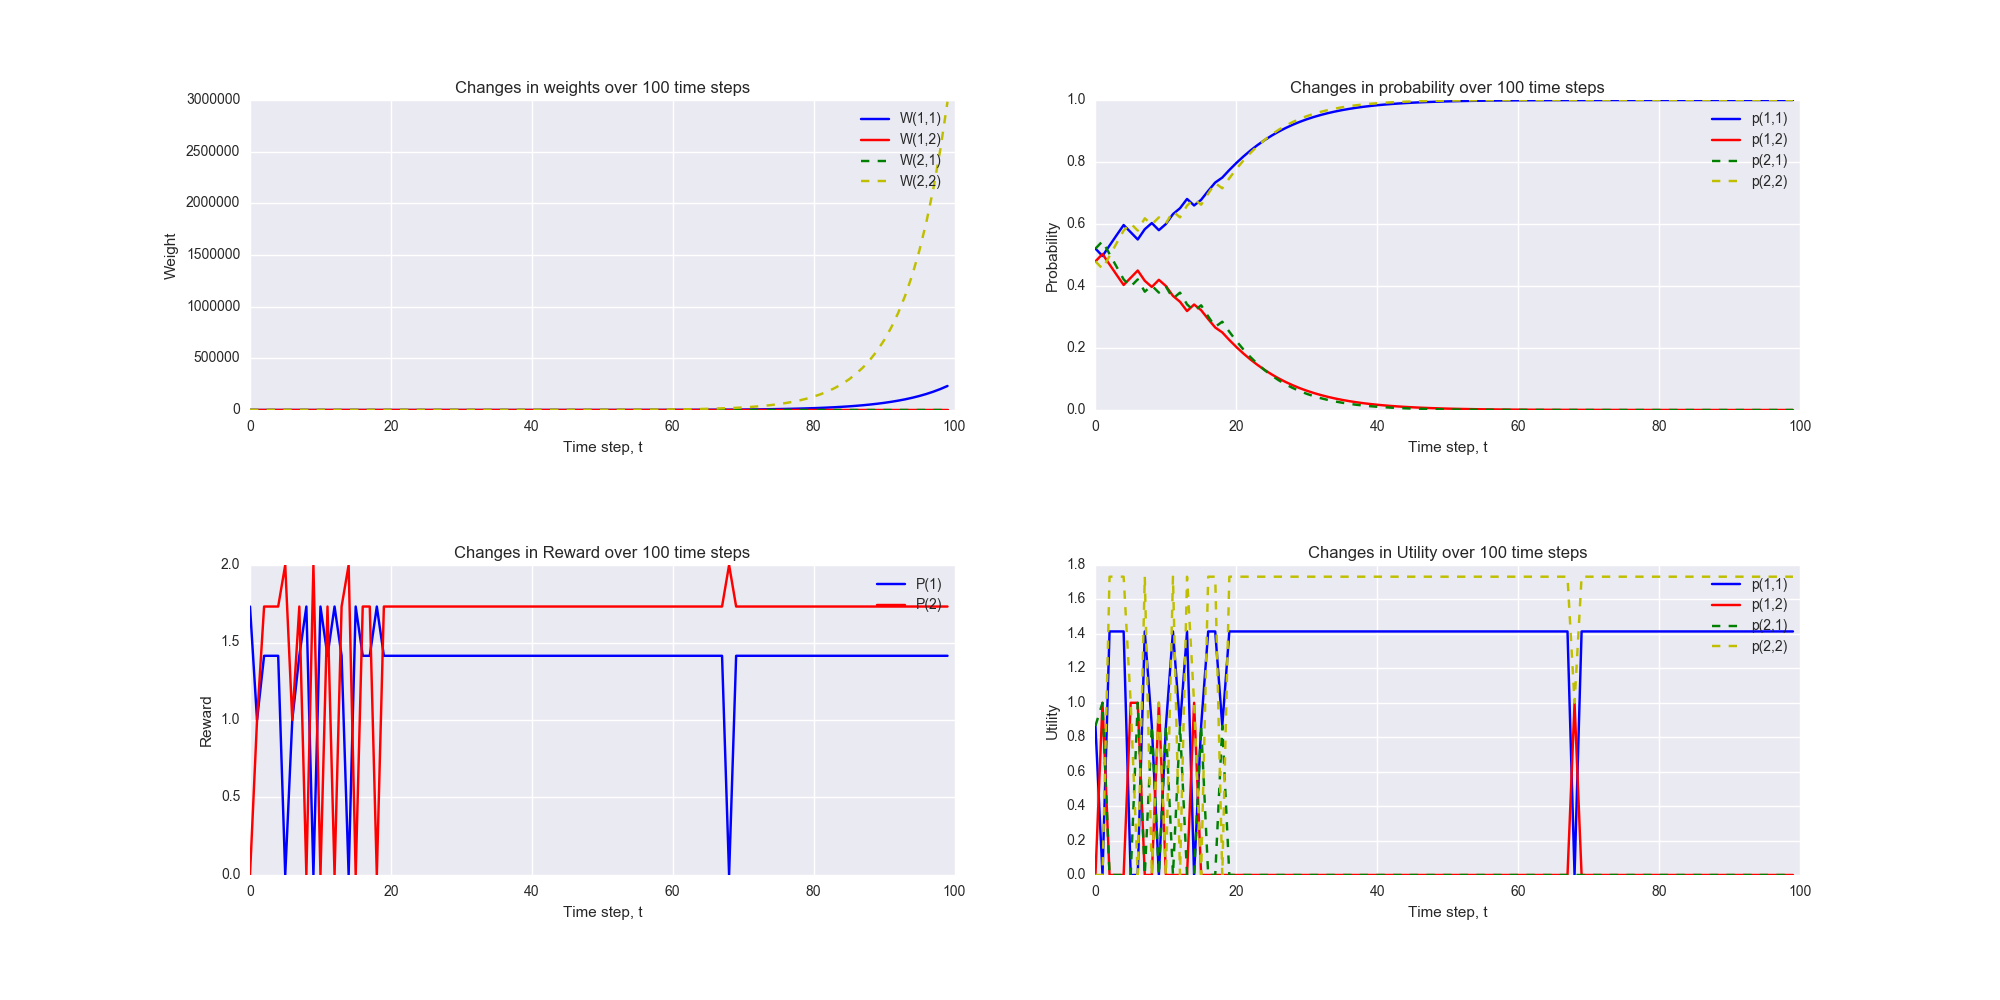 Changes in weights over 100 time steps
3000000
2500000
2000000
1500000
1000000
500000
0
Weight
W(1,1)
W(1,2)
W(2,1)
W(2,2)
0 20 40 60 80 100
Time step, t
Changes in probability over 100 time steps
1.0
0.8
0.6
0.4
0.2
0.0
Probability
p(1,1)
p(1,2)
p(2,1)
p(2,2)
0 20 40 60 80 100
Time step, t
Changes in Reward over 100 time steps
2.0
1.5
1.0
0.5
0.0
Reward
P(1)
P(2)
0 20 40 60 80 100
Time step, t
Changes in Utility over 100 time steps
1.8
1.6
1.4
1.2
1.0
0.8
0.6
0.4
0.2
0.0
Utility
p(1,1)
p(1,2)
p(2,1)
p(2,2)
0 20 40 60 80 100
Time step, t